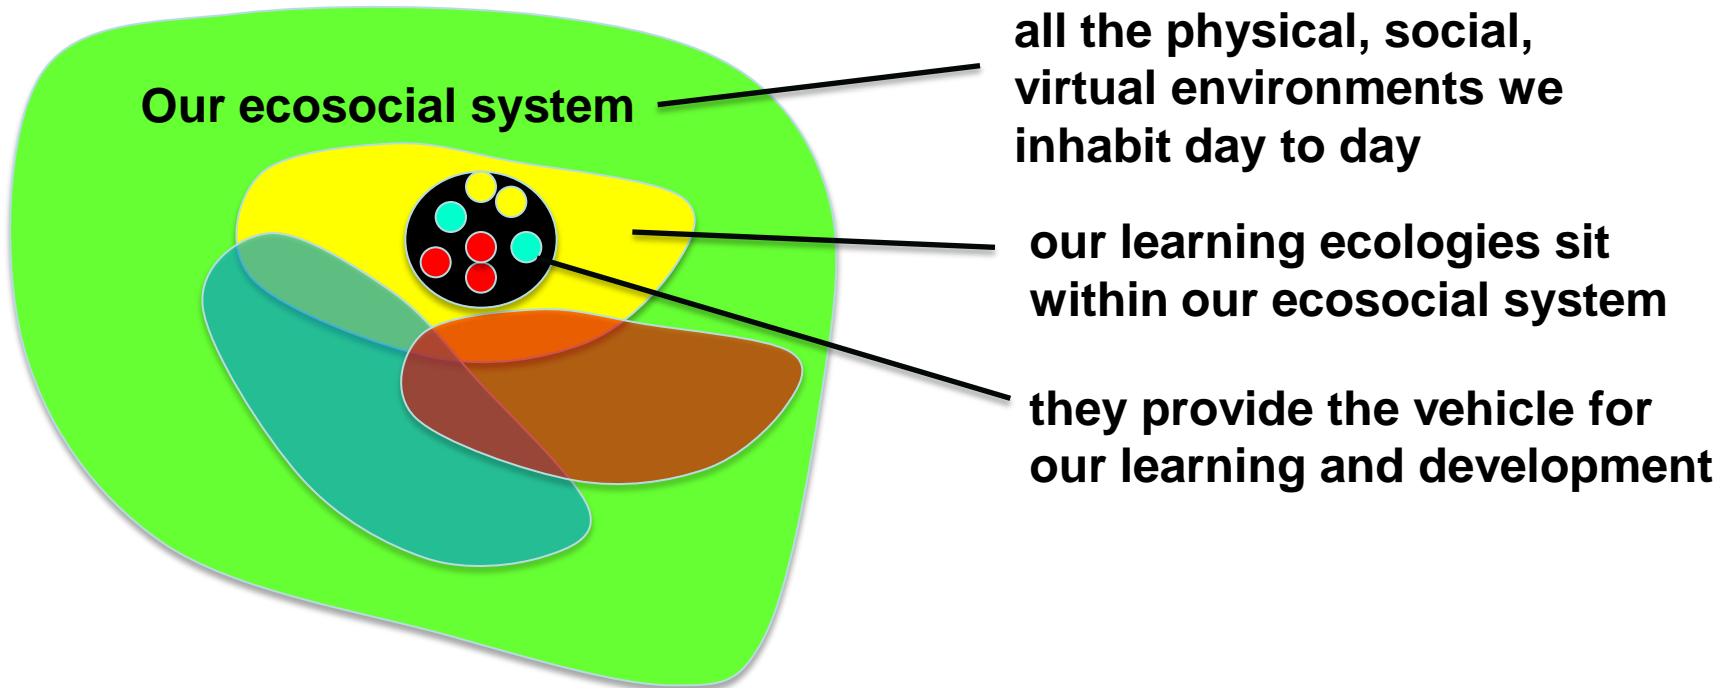 Our ecosocial system
all the physical, social,
virtual environments we
inhabit day to day
our learning ecologies sit
within our ecosocial system
they provide the vehicle for
our learning and development